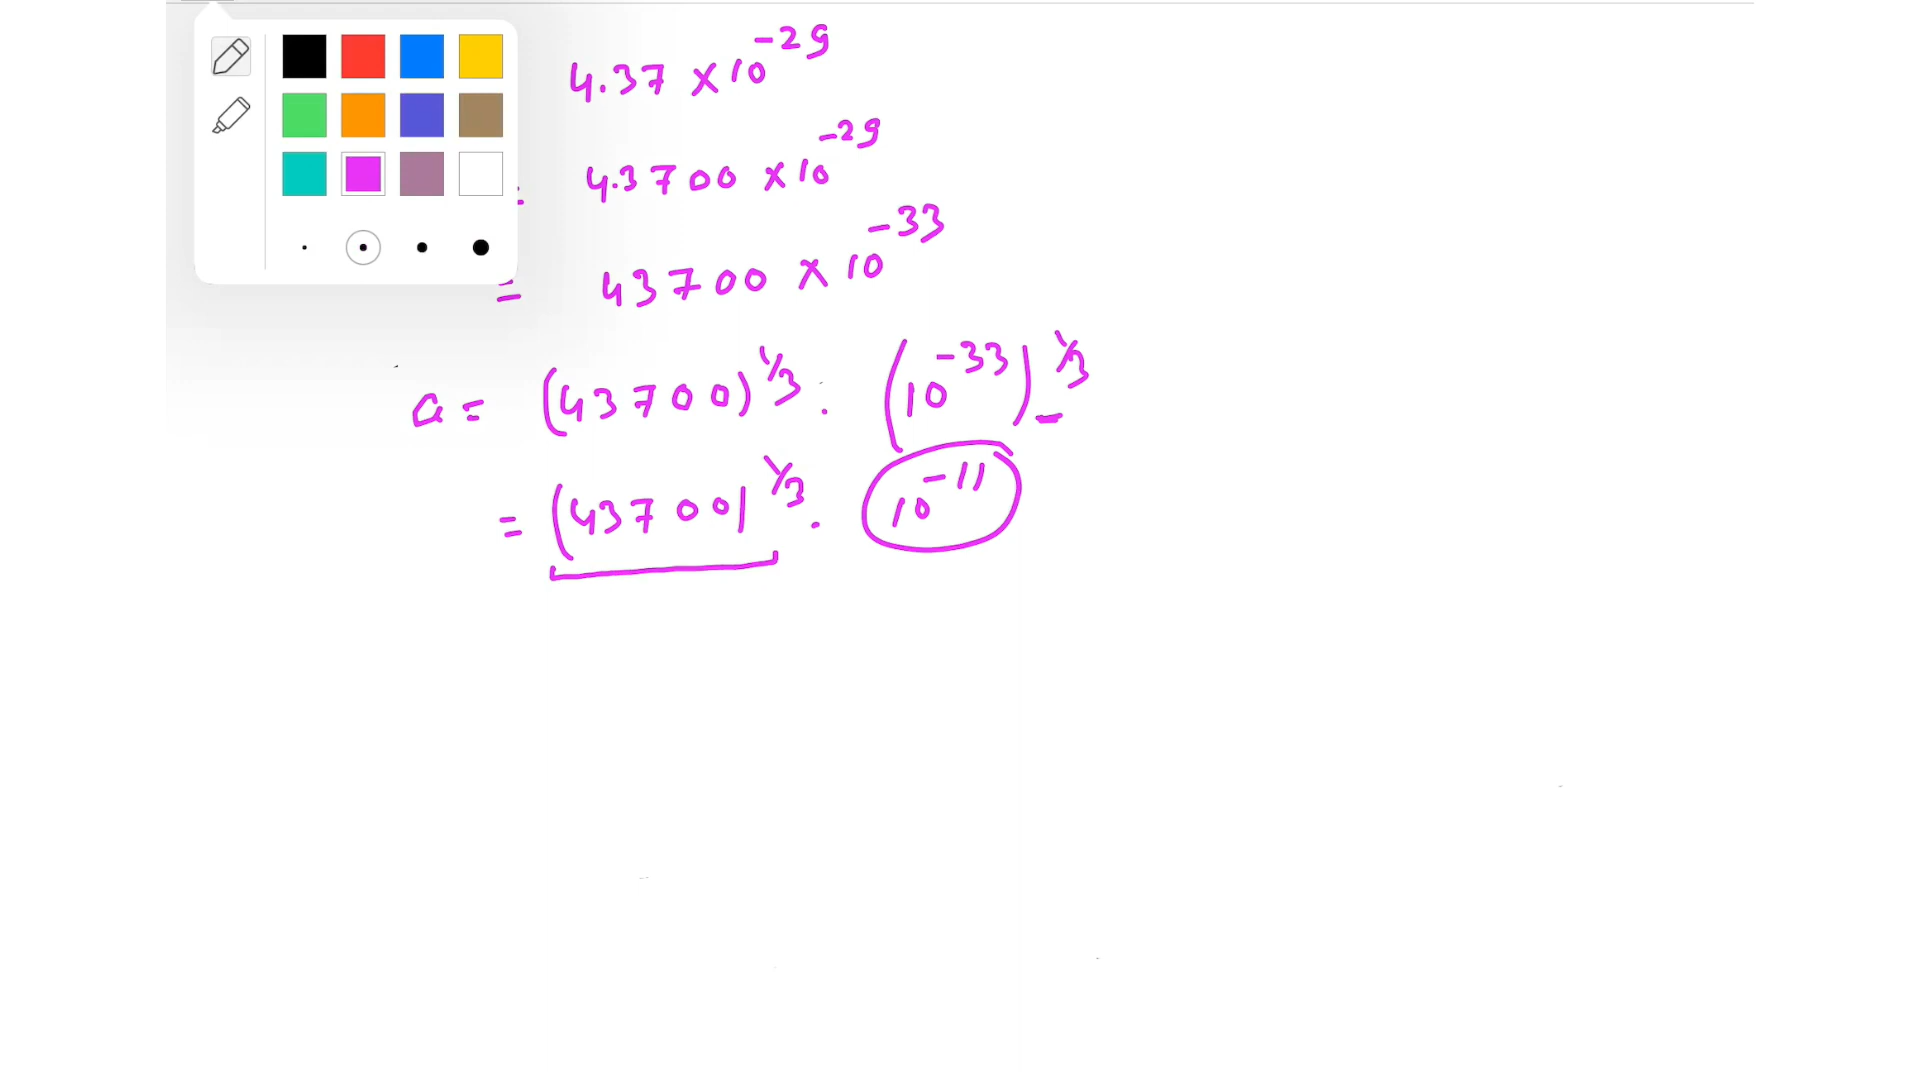 4.37 × 10^-29
= 4.3700 × 10^-29
= 43700 × 10^-33
a = (43700)^1/3 . (10^-33)^1/3
= (43700)^1/3 . 10^-11